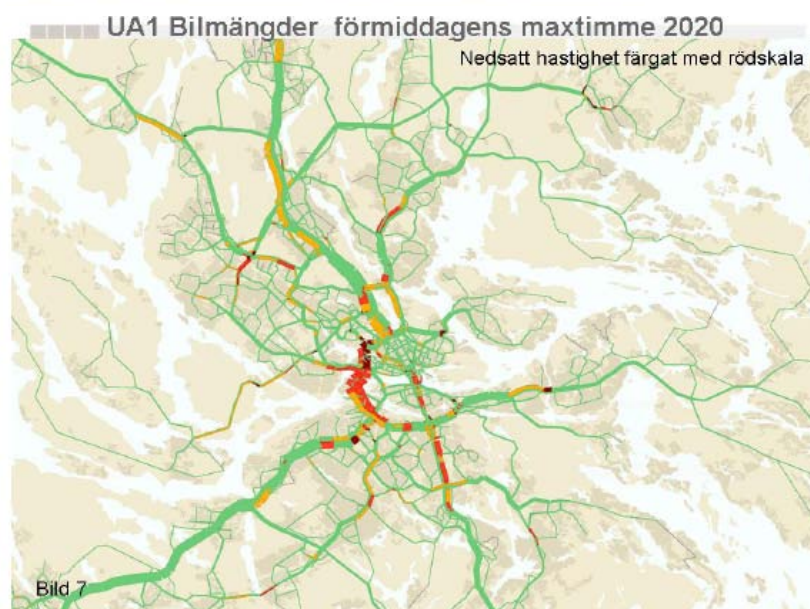 UA1 Bilmängder förmiddagens maxtimme 2020
Nedsatt hastighet färgat med rödskala
Bild 7